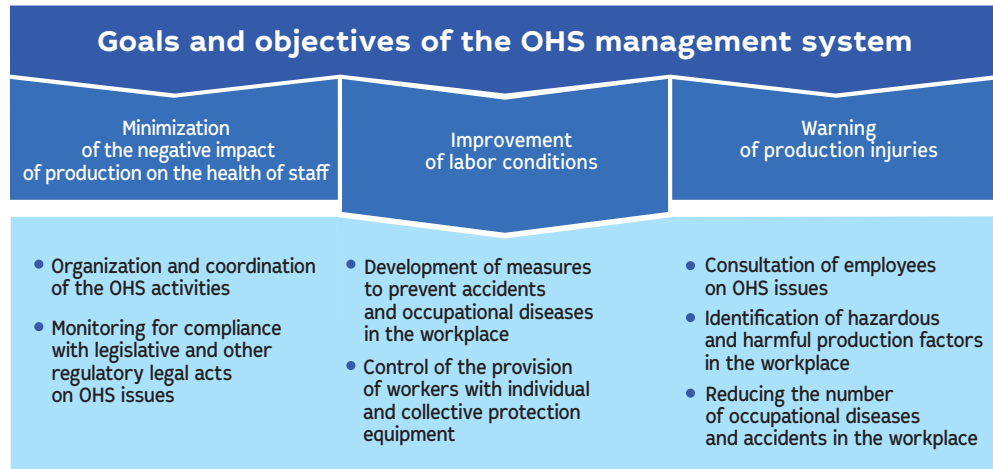 Goals and objectives of the OHS management system
Minimization
of the negative impact
of production on the health of staff
Improvement
of labor conditions
Warning
of production injuries
• Organization and coordination
of the OHS activities
• Monitoring for compliance
with legislative and other
regulatory legal acts
on OHS issues
• Development of measures
to prevent accidents
and occupational diseases
in the workplace
• Control of the provision
of workers with individual
and collective protection
equipment
• Consultation of employees
on OHS issues
• Identification of hazardous
and harmful production factors
in the workplace
• Reducing the number
of occupational diseases
and accidents in the workplace